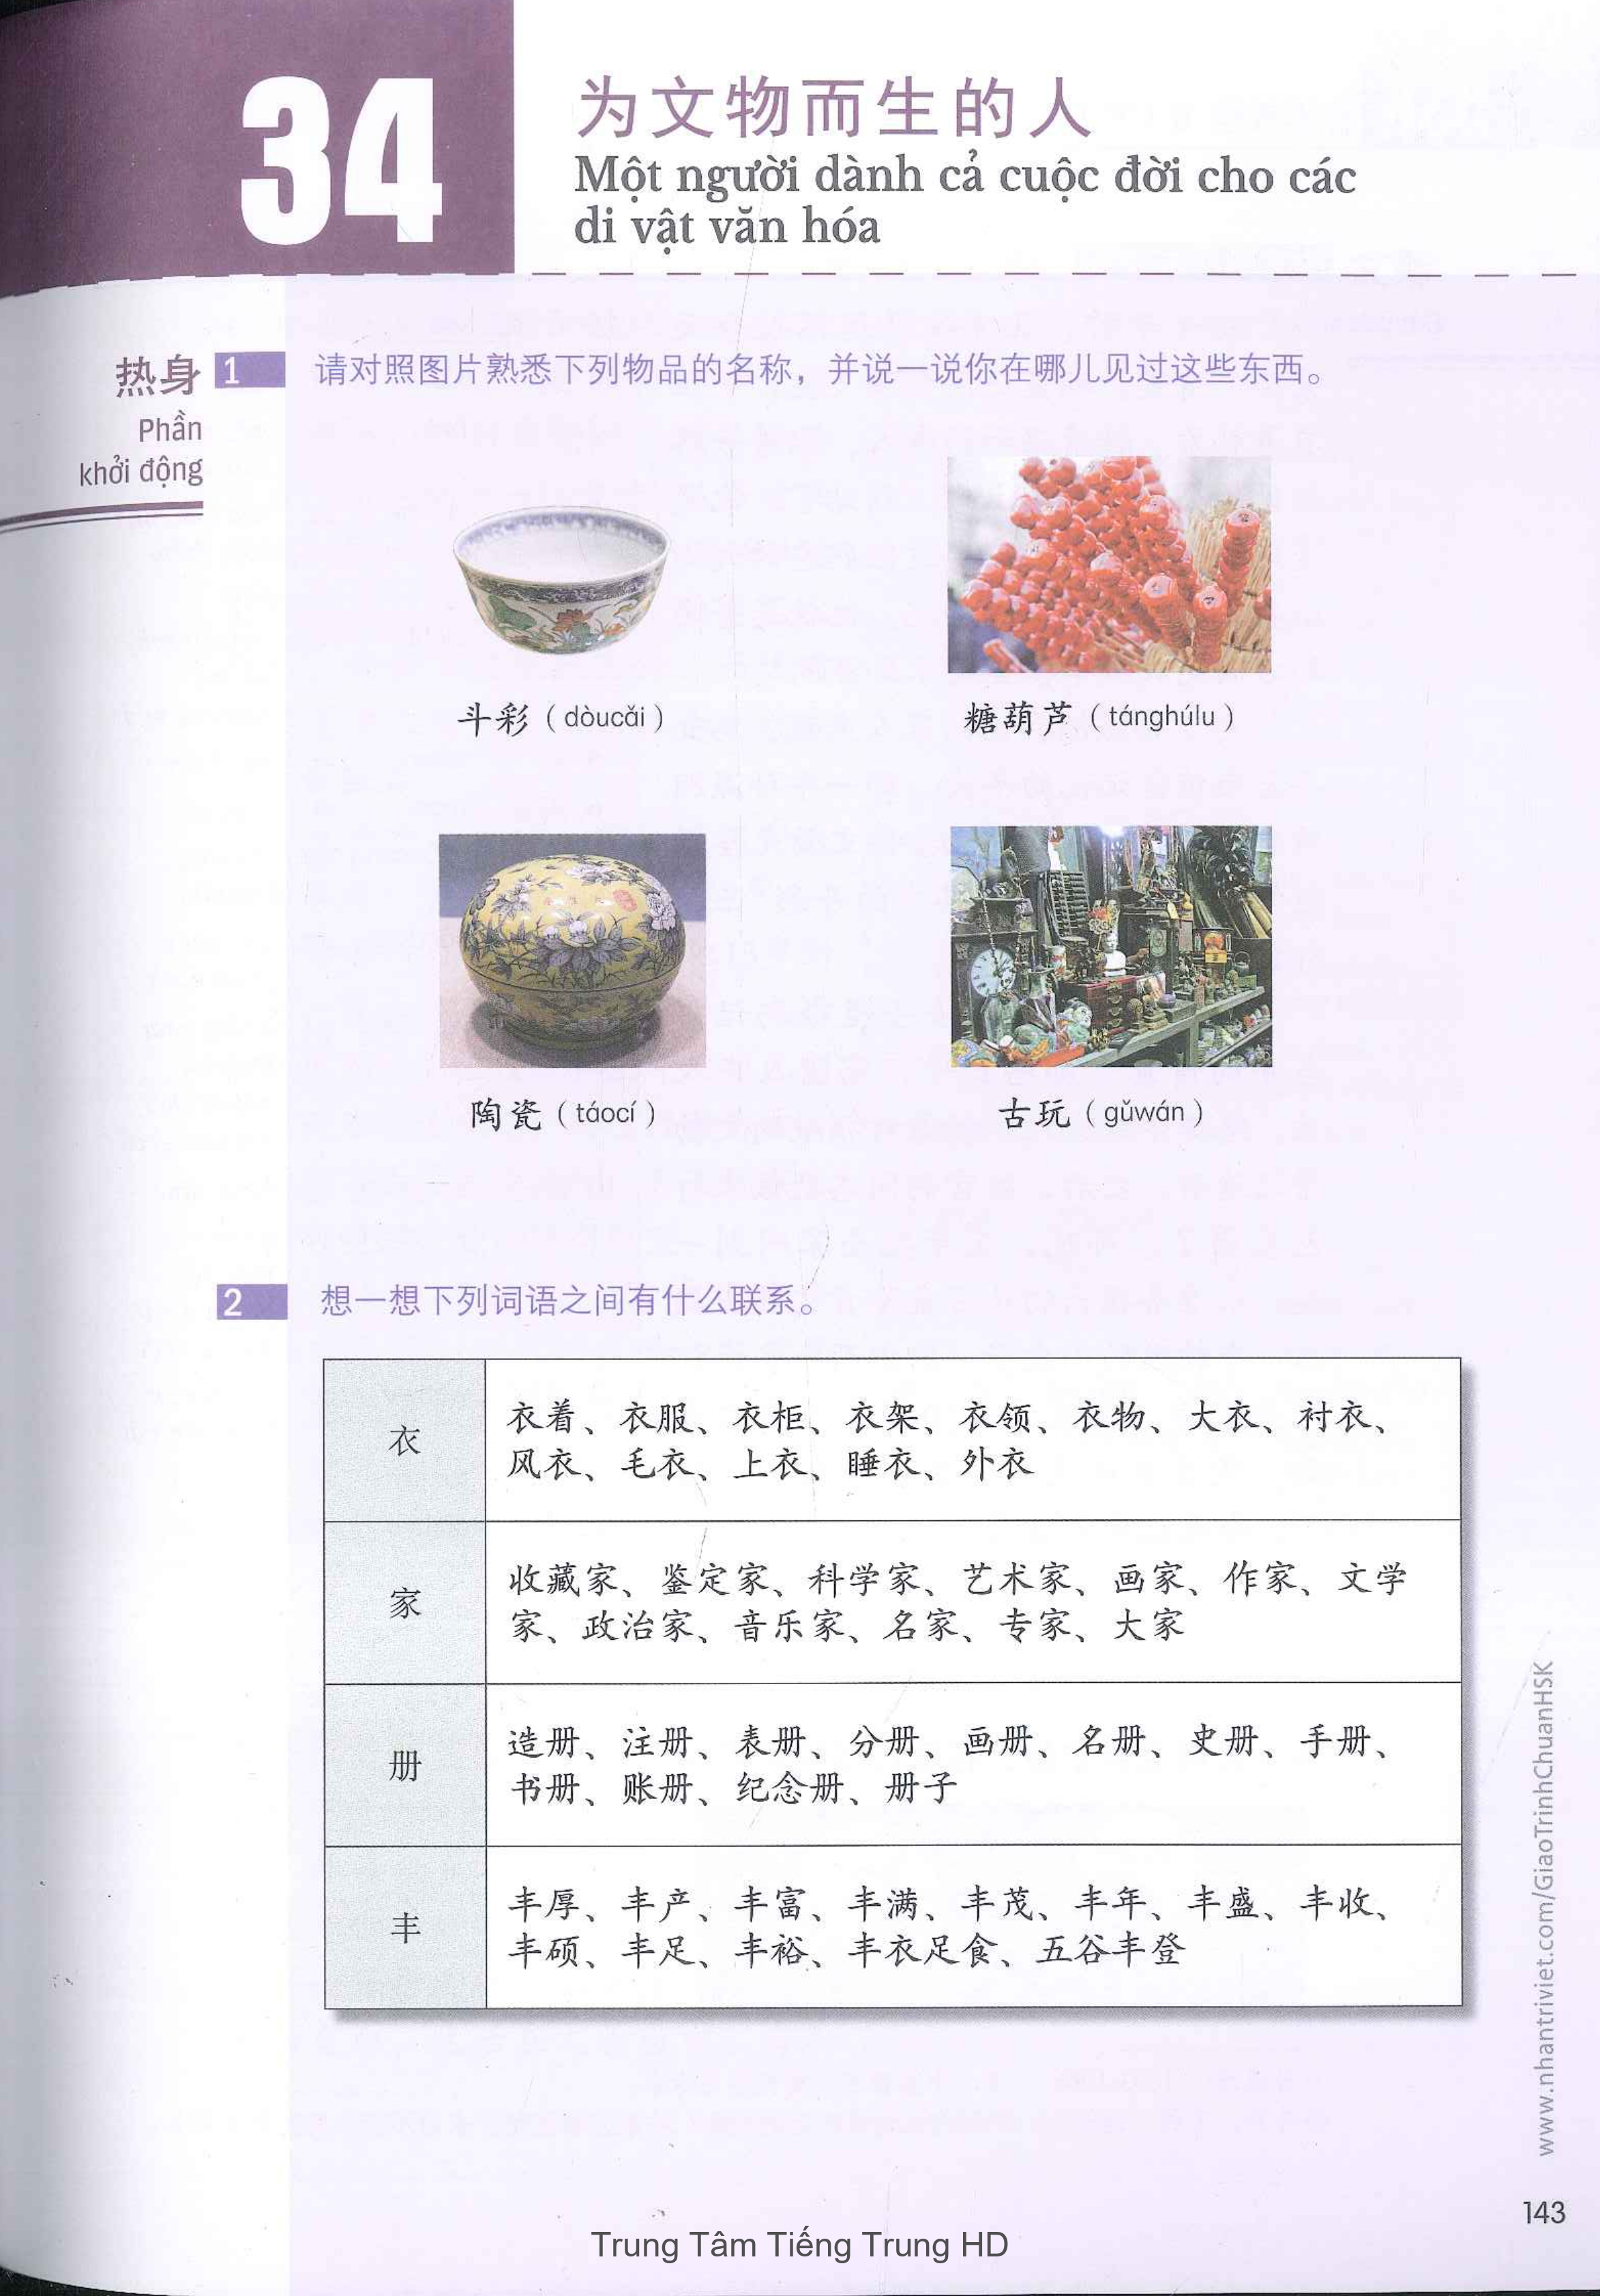 34
为文物而生的人
Một người dành cả cuộc đời cho các
di vật văn hóa
热身
Phần
khởi động
1 请对照图片熟悉下列物品的名称，并说一说你在哪儿见过这些东西。
斗彩（dòucǎi）
糖葫芦（tánghúlu）
陶瓷（táocí）
古玩（gǔwán）
2 想一想下列词语之间有什么联系。
衣
衣着、衣服、衣柜、衣架、衣领、衣物、大衣、衬衣、
风衣、毛衣、上衣、睡衣、外衣
家
收藏家、鉴定家、科学家、艺术家、画家、作家、文学
家、政治家、音乐家、名家、专家、大家
册
造册、注册、表册、分册、画册、名册、史册、手册、
书册、账册、纪念册、册子
丰
丰厚、丰产、丰富、丰满、丰茂、丰年、丰盛、丰收、
丰硕、丰足、丰裕、丰衣足食、五谷丰登
www.nhantriviet.com/GiaoTrinhChuanHSK
143
Trung Tâm Tiếng Trung HD